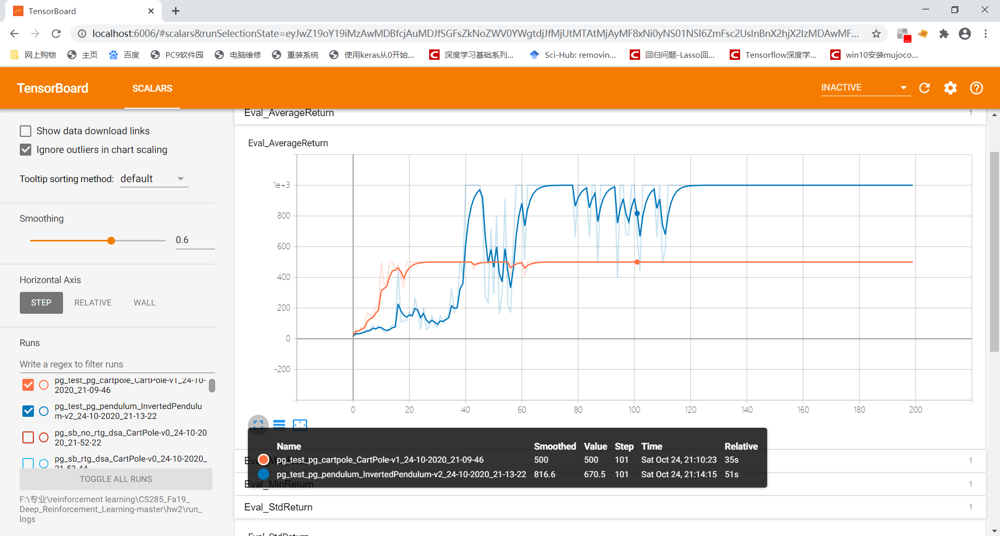 TensorBoard
localhost:6006/#scalars&runSelectionState=eyJwZ19oY19iMzAwMDBfcjAuMDJfSGFsZkNoZWV0YWgtdjJfMjUtMTAtMjAyMF8xNi0yNS01NSI6ZmFsc2UsInBnX2hjX2IzMDAwMF...
网上购物 主页 百度 PC9软件园 电脑维修 重装系统 使用keras从0开始... 深度学习基础系列... Sci-Hub: removin... 回归问题-Lasso回... Tensorflow深度学... win10安装mujoco...
TensorBoard SCALARS INACTIVE
Show data download links
Ignore outliers in chart scaling
Tooltip sorting method: default
Smoothing
0.6
Horizontal Axis
STEP RELATIVE WALL
Runs
Write a regex to filter runs
pg_test_pg_cartpole_CartPole-v1_24-10-
2020_21-09-46
pg_test_pg_pendulum_InvertedPendulu
m-v2_24-10-2020_21-13-22
pg_sb_no_rtg_dsa_CartPole-v0_24-10-20
20_21-52-22
pg_sb_rtg_dsa_CartPole-v0_24-10-2020_
21-53-44
TOGGLE ALL RUNS
F:\专业\reinforcement learning\CS285_Fa19_
Deep_Reinforcement_Learning-master\hw2\run_
logs
Eval_AverageReturn 1
Eval_AverageReturn
1e+3
800
600
400
200
0
-200
0 20 40 60 80 100 120 140 160 180 200
Name Smoothed Value Step Time Relative
pg_test_pg_cartpole_CartPole-v1_24-10-2020_21-09-46 500 500 101 Sat Oct 24, 21:10:23 35s
pg_test_pg_pendulum_InvertedPendulum-v2_24-10-2020_21-13-22 816.6 670.5 101 Sat Oct 24, 21:14:15 51s
1
Eval_MinReturn 1
Eval_StdReturn 1
Eval_StdReturn